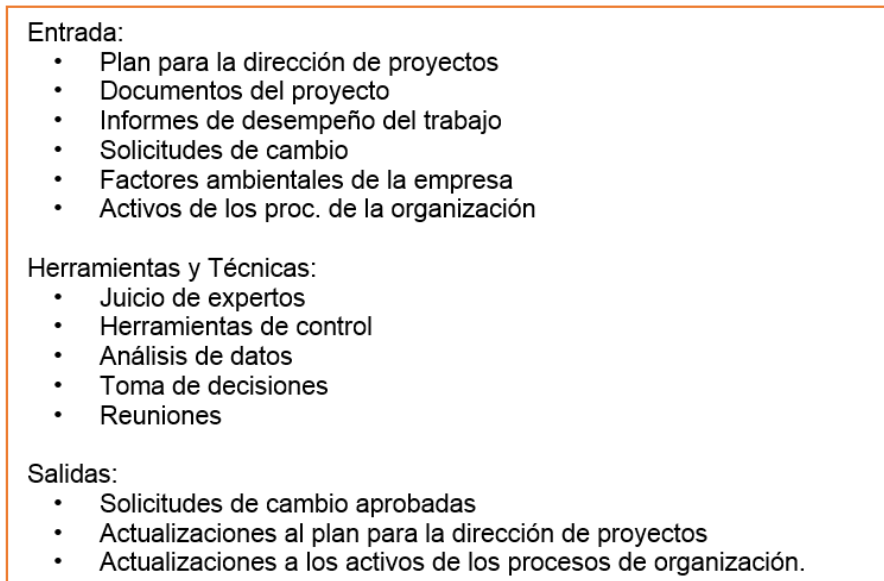 Entrada:
• Plan para la dirección de proyectos
• Documentos del proyecto
• Informes de desempeño del trabajo
• Solicitudes de cambio
• Factores ambientales de la empresa
• Activos de los proc. de la organización
Herramientas y Técnicas:
• Juicio de expertos
• Herramientas de control
• Análisis de datos
• Toma de decisiones
• Reuniones
Salidas:
• Solicitudes de cambio aprobadas
• Actualizaciones al plan para la dirección de proyectos
• Actualizaciones a los activos de los procesos de organización.